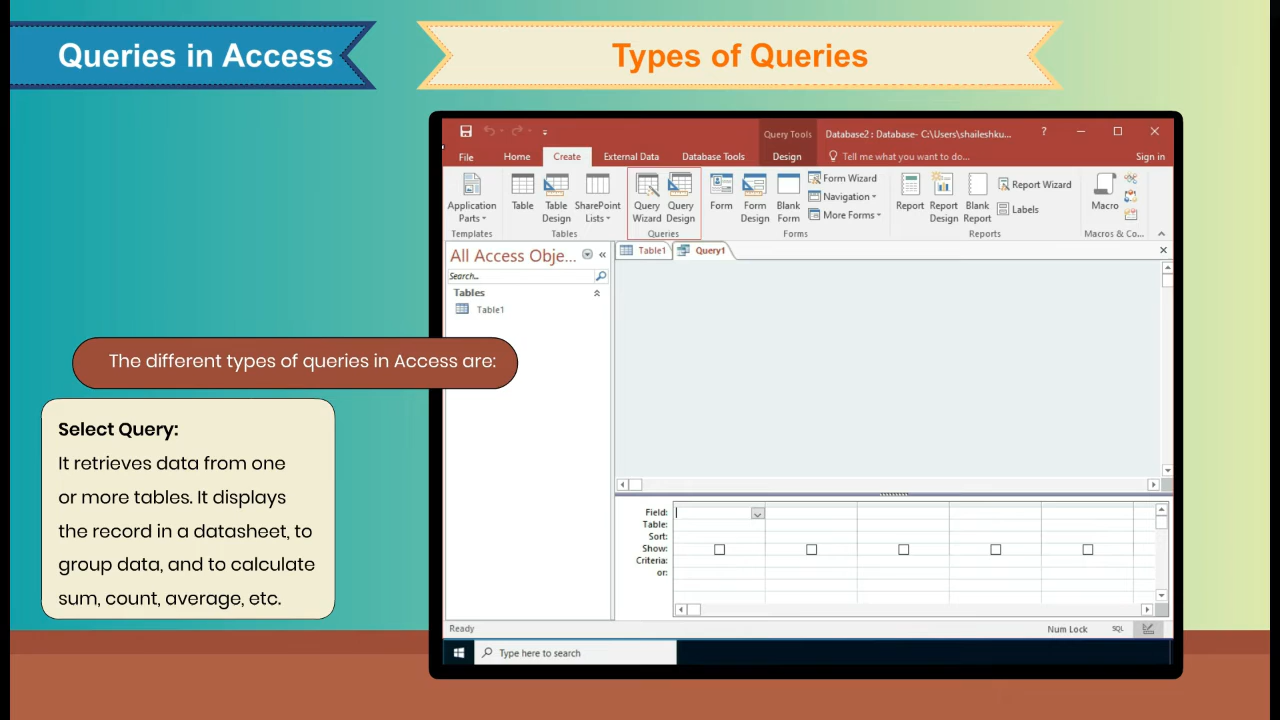 Queries in Access
Types of Queries
Query Tools
Database2 : Database- C:\Users\shaileshku...
?
File
Home
Create
External Data
Database Tools
Design
Tell me what you want to do...
Sign in
Application
Parts
Templates
Table
Table
Design
SharePoint
Lists
Tables
Query
Wizard
Query
Design
Queries
Form
Form
Design
Blank
Form
Form Wizard
Navigation
More Forms
Forms
Report
Report
Design
Blank
Report
Report Wizard
Labels
Reports
Macro
Macros & Co...
All Access Obje...
Search...
Tables
Table1
Table1
Query1
The different types of queries in Access are:
Select Query:
It retrieves data from one
or more tables. It displays
the record in a datasheet, to
group data, and to calculate
sum, count, average, etc.
Field:
Table:
Sort:
Show:
Criteria:
or:
Ready
Num Lock
SQL
Type here to search